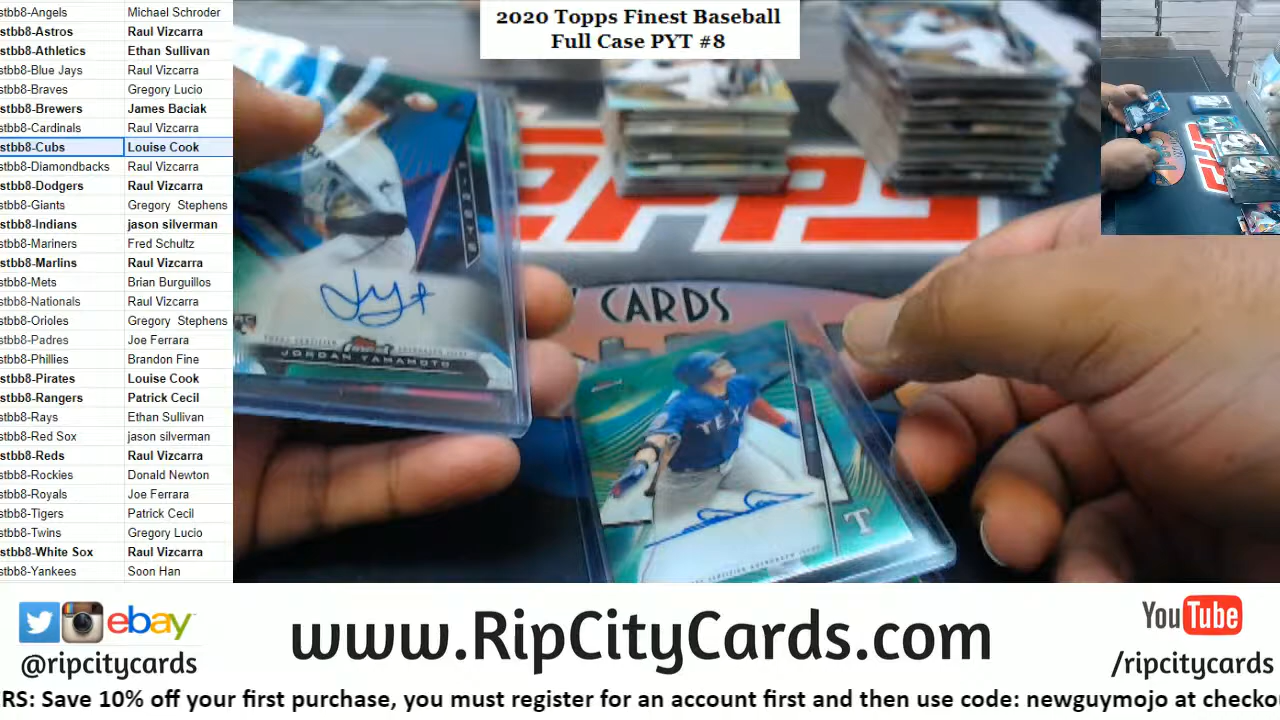 2020 Topps Finest Baseball
Full Case PYT #8
stbb8-Angels Michael Schroder
stbb8-Astros Raul Vizcarra
stbb8-Athletics Ethan Sullivan
stbb8-Blue Jays Raul Vizcarra
stbb8-Braves Gregory Lucio
stbb8-Brewers James Baciak
stbb8-Cardinals Raul Vizcarra
stbb8-Cubs Louise Cook
stbb8-Diamondbacks Raul Vizcarra
stbb8-Dodgers Raul Vizcarra
stbb8-Giants Gregory Stephens
stbb8-Indians jason silverman
stbb8-Mariners Fred Schultz
stbb8-Marlins Raul Vizcarra
stbb8-Mets Brian Burguillos
stbb8-Nationals Raul Vizcarra
stbb8-Orioles Gregory Stephens
stbb8-Padres Joe Ferrara
stbb8-Phillies Brandon Fine
stbb8-Pirates Louise Cook
stbb8-Rangers Patrick Cecil
stbb8-Rays Ethan Sullivan
stbb8-Red Sox jason silverman
stbb8-Reds Raul Vizcarra
stbb8-Rockies Donald Newton
stbb8-Royals Joe Ferrara
stbb8-Tigers Patrick Cecil
stbb8-Twins Gregory Lucio
stbb8-White Sox Raul Vizcarra
stbb8-Yankees Soon Han
CARDS
RC
JORDAN YAMAMOTO
TEX
T
ebay
@ripcitycards
www.RipCityCards.com
YouTube
/ripcitycards
RS: Save 10% off your first purchase, you must register for an account first and then use code: newguymojo at checko